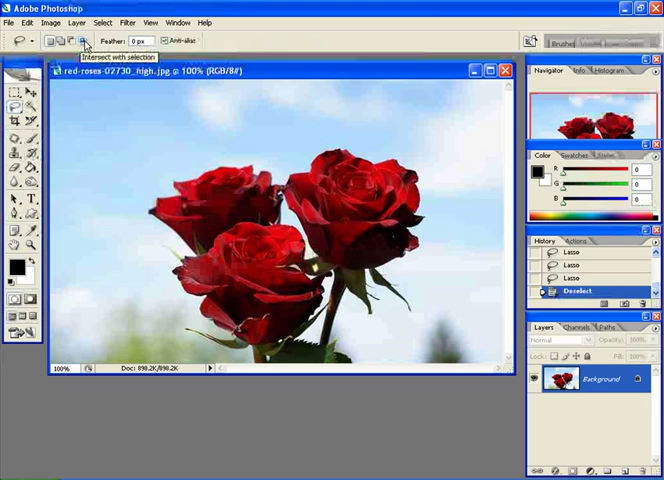 Adobe Photoshop
File Edit Image Layer Select Filter View Window Help
Feather: 0 px Anti-alias
Brushes
Intersect with selection
red-roses-02730_high.jpg @ 100% (RGB/8#)
Navigator Info Histogram
Color Swatches Styles
R 0
G 0
B 0
History Actions
Lasso
Lasso
Lasso
Deselect
Layers Channels Paths
Normal Opacity: 100%
Lock: Fill: 100%
Background
100% Doc: 898.2K/898.2K